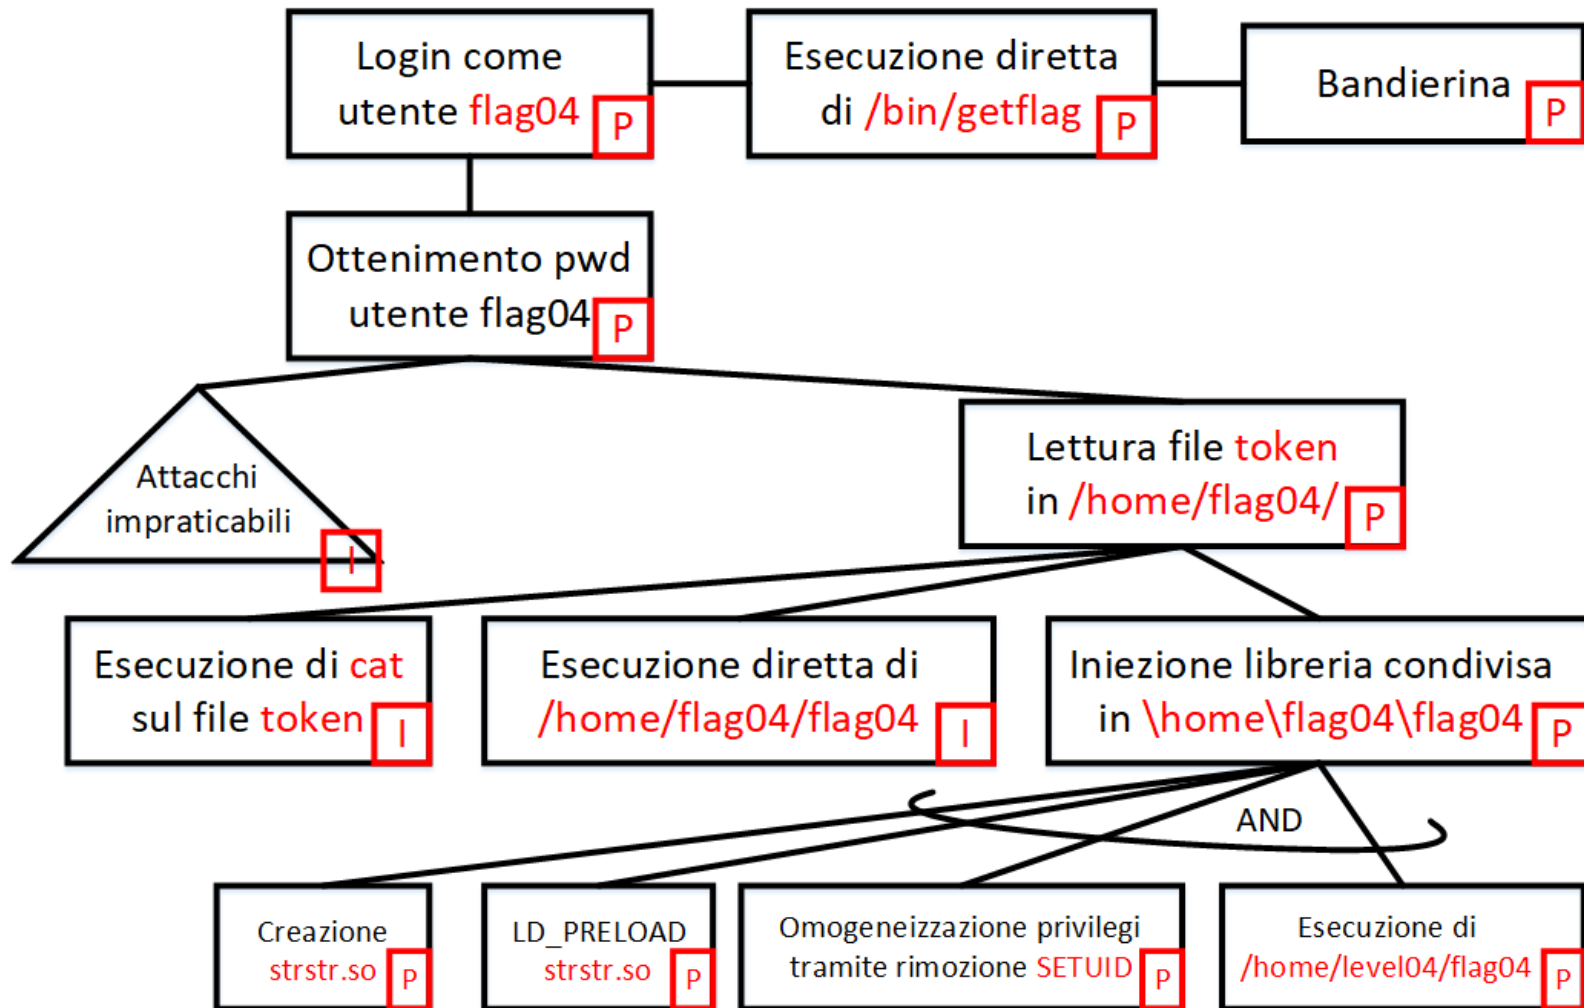 Login come
utente flag04
P
Esecuzione diretta
di /bin/getflag
P
Bandierina
P
Ottenimento pwd
utente flag04
P
Attacchi
impraticabili
I
Lettura file token
in /home/flag04/
P
Esecuzione di cat
sul file token
I
Esecuzione diretta di
/home/flag04/flag04
I
Iniezione libreria condivisa
in \home\flag04\flag04
P
AND
Creazione
strstr.so
P
LD_PRELOAD
strstr.so
P
Omogeneizzazione privilegi
tramite rimozione SETUID
P
Esecuzione di
/home/level04/flag04
P